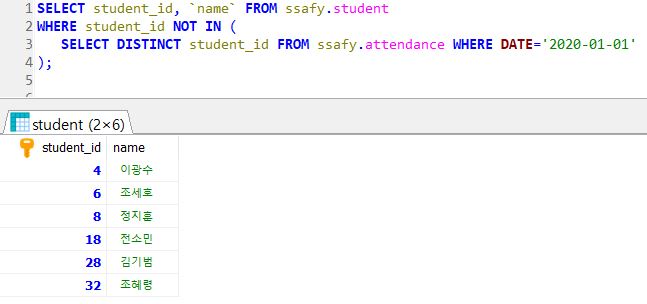 1 SELECT student_id, `name` FROM ssafy.student
2 WHERE student_id NOT IN (
3 SELECT DISTINCT student_id FROM ssafy.attendance WHERE DATE='2020-01-01'
4 );
5
student (2×6)
student_id name
4 이광수
6 조세호
8 정지훈
18 전소민
28 김기범
32 조혜령